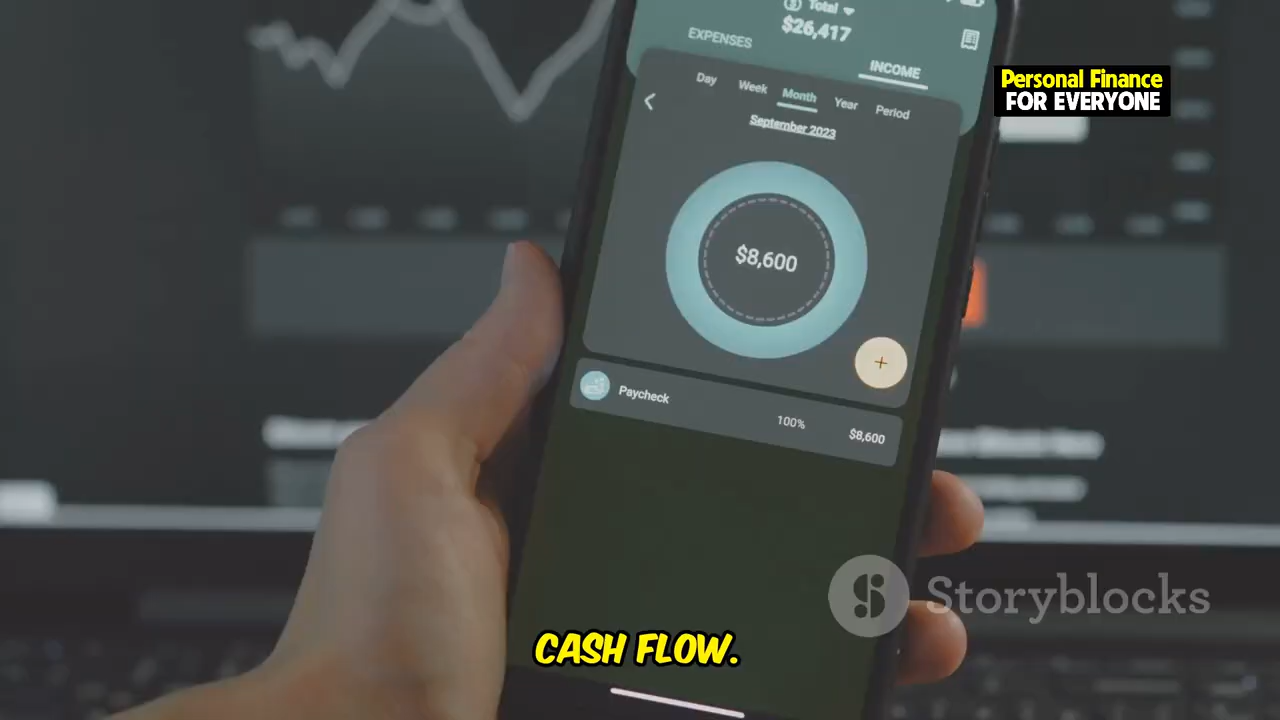 Total
$26,417
EXPENSES
INCOME
Day Week Month Year Period
September 2023
$8,600
+
Paycheck 100% $8,600
Personal Finance
FOR EVERYONE
Storyblocks
CASH FLOW.